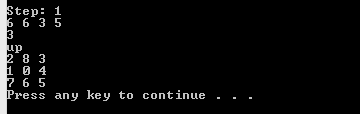 Step: 1
6 6 3 5
3
up
2 8 3
1 0 4
7 6 5
Press any key to continue . . .